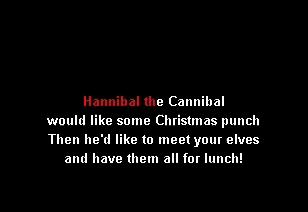 Hannibal the Cannibal
would like some Christmas punch
Then he'd like to meet your elves
and have them all for lunch!